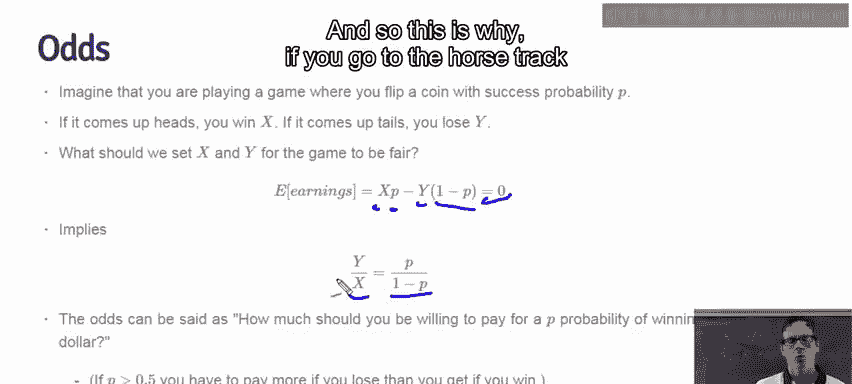 And so this is why,
if you go to the horse track
Odds
· Imagine that you are playing a game where you flip a coin with success probability p.
· If it comes up heads, you win X. If it comes up tails, you lose Y.
· What should we set X and Y for the game to be fair?
E[earnings] = Xp − Y(1 − p) = 0
· Implies
Y/X = p/(1 − p)
· The odds can be said as "How much should you be willing to pay for a p probability of
dollar?"
- (If p > 0.5 you have to pay more if you lose than you get if you win.)